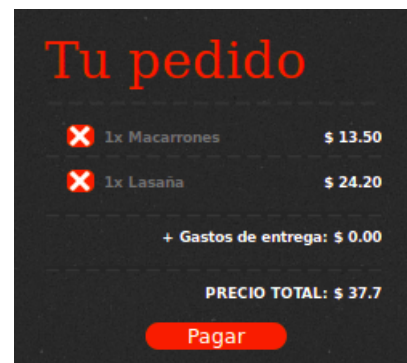 Tu pedido
1x Macarrones $ 13.50
1x Lasaña $ 24.20
+ Gastos de entrega: $ 0.00
PRECIO TOTAL: $ 37.7
Pagar